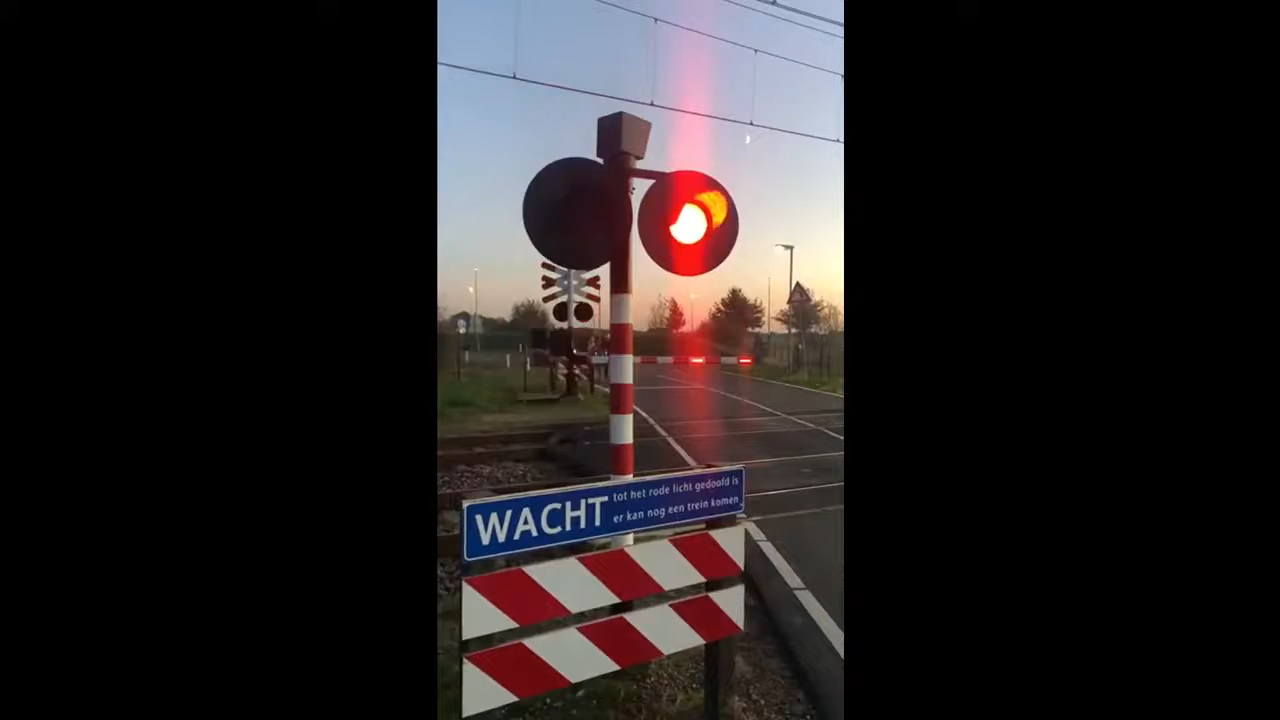 WACHT
tot het rode licht gedoofd is
er kan nog een trein komen